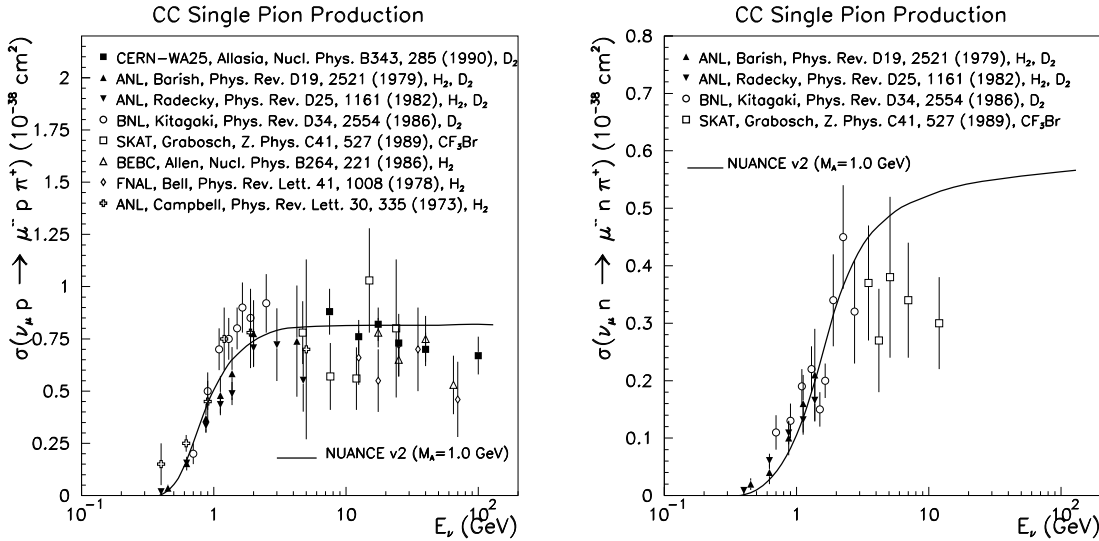 CC Single Pion Production
σ(ν_μ p → μ⁻ p π⁺) (10⁻³⁸ cm²)
2
1.75
1.5
1.25
1
0.75
0.5
0.25
0
CERN-WA25, Allasia, Nucl. Phys. B343, 285 (1990), D₂
ANL, Barish, Phys. Rev. D19, 2521 (1979), H₂, D₂
ANL, Radecky, Phys. Rev. D25, 1161 (1982), H₂, D₂
BNL, Kitagaki, Phys. Rev. D34, 2554 (1986), D₂
SKAT, Grabosch, Z. Phys. C41, 527 (1989), CF₃Br
BEBC, Allen, Nucl. Phys. B264, 221 (1986), H₂
FNAL, Bell, Phys. Rev. Lett. 41, 1008 (1978), H₂
ANL, Campbell, Phys. Rev. Lett. 30, 335 (1973), H₂
NUANCE v2 (M_A=1.0 GeV)
10⁻¹ 1 10 10²
E_ν (GeV)
CC Single Pion Production
σ(ν_μ n → μ⁻ n π⁺) (10⁻³⁸ cm²)
0.8
0.7
0.6
0.5
0.4
0.3
0.2
0.1
0
ANL, Barish, Phys. Rev. D19, 2521 (1979), H₂, D₂
ANL, Radecky, Phys. Rev. D25, 1161 (1982), H₂, D₂
BNL, Kitagaki, Phys. Rev. D34, 2554 (1986), D₂
SKAT, Grabosch, Z. Phys. C41, 527 (1989), CF₃Br
NUANCE v2 (M_A=1.0 GeV)
10⁻¹ 1 10 10²
E_ν (GeV)